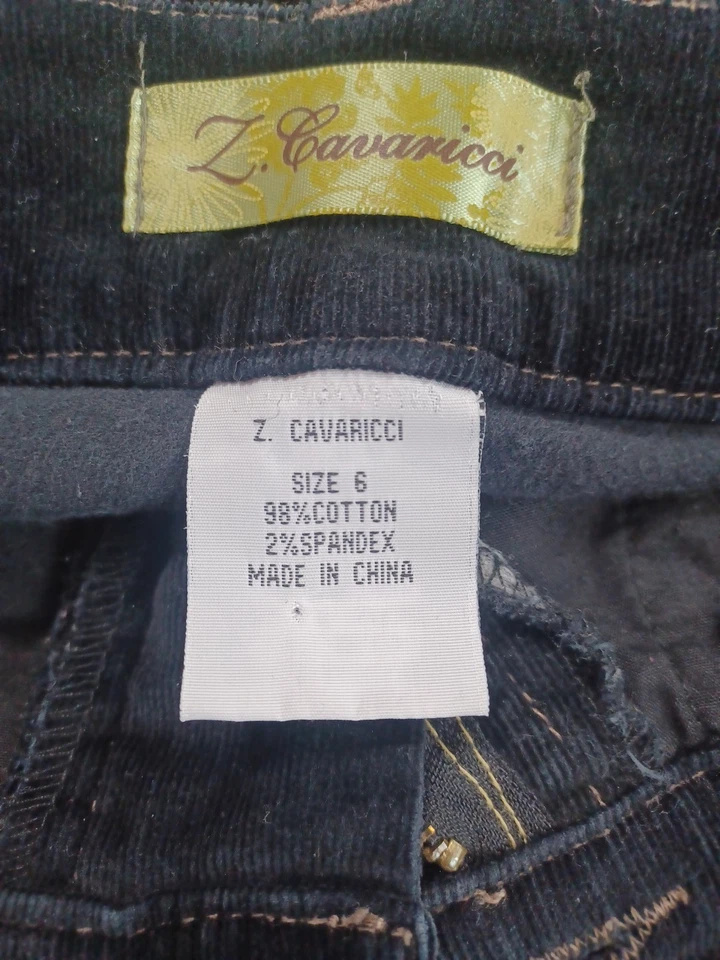 Z. Cavaricci
Z. CAVARICCI
SIZE 6
98%COTTON
2%SPANDEX
MADE IN CHINA